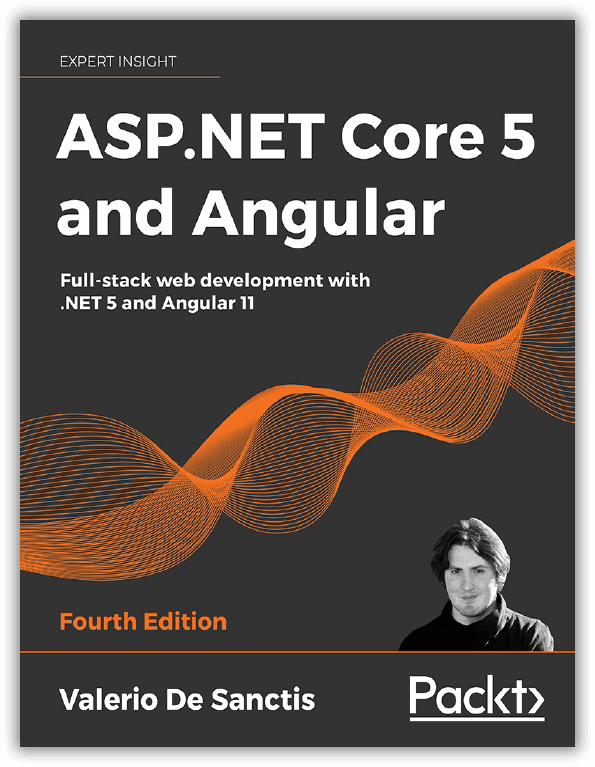 EXPERT INSIGHT
ASP.NET Core 5
and Angular
Full-stack web development with
.NET 5 and Angular 11
Fourth Edition
Valerio De Sanctis
Packt>